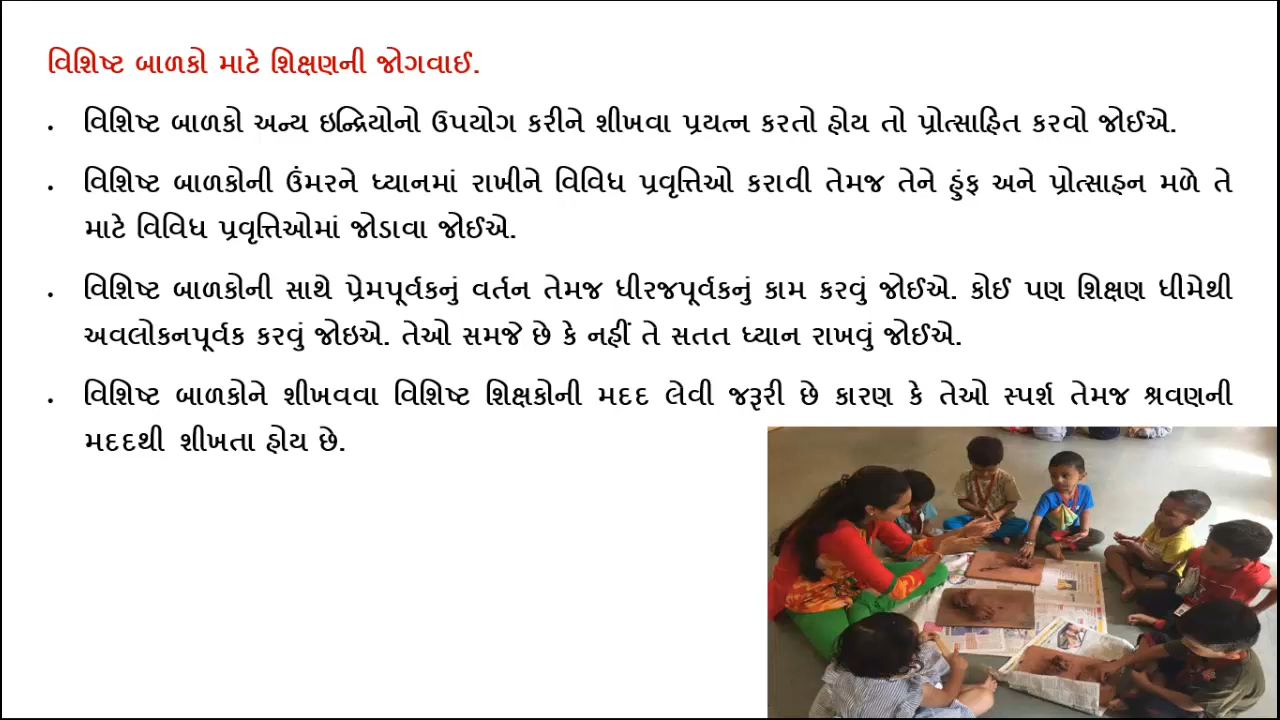 વિશિષ્ટ બાળકો માટે શિક્ષણની જોગવાઈ.
• વિશિષ્ટ બાળકો અન્ય ઇન્દ્રિયોનો ઉપયોગ કરીને શીખવા પ્રયત્ન કરતો હોય તો પ્રોત્સાહિત કરવો જોઈએ.
• વિશિષ્ટ બાળકોની ઉંમરને ધ્યાનમાં રાખીને વિવિધ પ્રવૃત્તિઓ કરાવી તેમજ તેને હુંફ અને પ્રોત્સાહન મળે તે
માટે વિવિધ પ્રવૃત્તિઓમાં જોડાવા જોઈએ.
• વિશિષ્ટ બાળકોની સાથે પ્રેમપૂર્વકનું વર્તન તેમજ ધીરજપૂર્વકનું કામ કરવું જોઈએ. કોઈ પણ શિક્ષણ ધીમેથી
અવલોકનપૂર્વક કરવું જોઇએ. તેઓ સમજે છે કે નહીં તે સતત ધ્યાન રાખવું જોઈએ.
• વિશિષ્ટ બાળકોને શીખવવા વિશિષ્ટ શિક્ષકોની મદદ લેવી જરૂરી છે કારણ કે તેઓ સ્પર્શ તેમજ શ્રવણની
મદદથી શીખતા હોય છે.